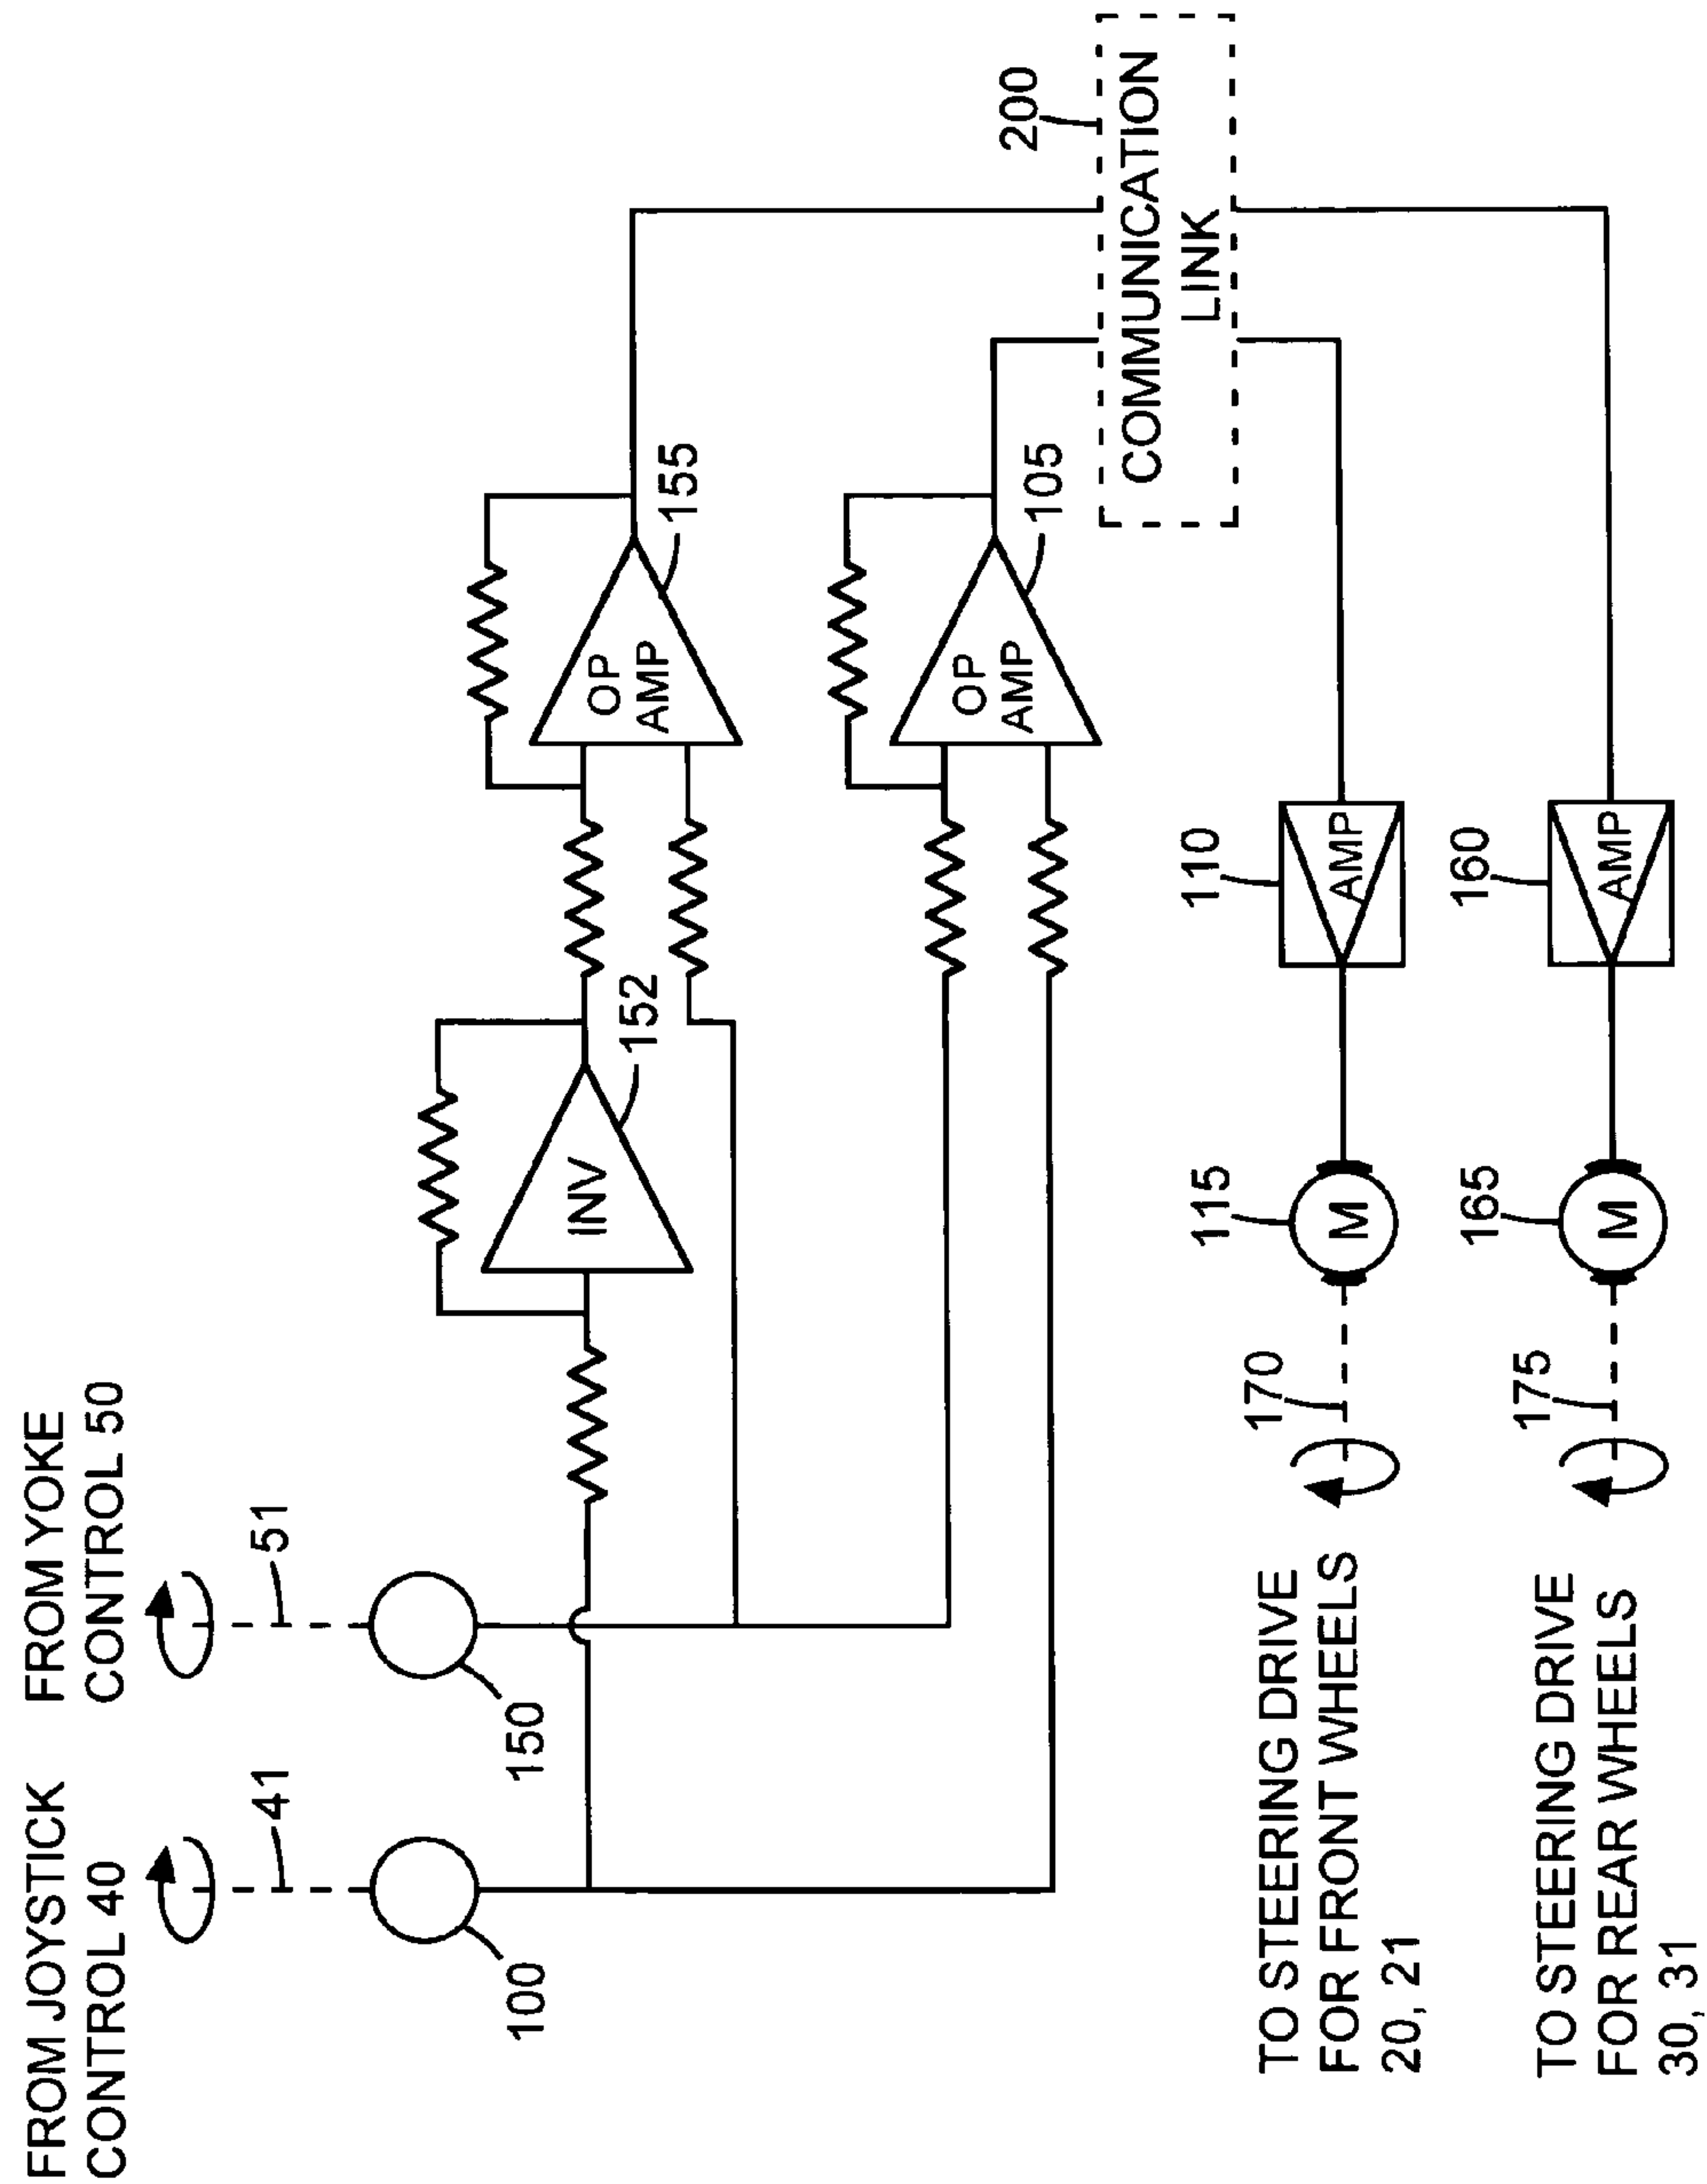 FROM JOYSTICK
CONTROL 40
FROM YOKE
CONTROL 50
41
51
100
150
INV
152
OP
AMP
155
OP
AMP
105
200
COMMUNICATION
LINK
TO STEERING DRIVE
FOR FRONT WHEELS
20, 21
170
115
M
110
AMP
TO STEERING DRIVE
FOR REAR WHEELS
30, 31
175
165
M
160
AMP